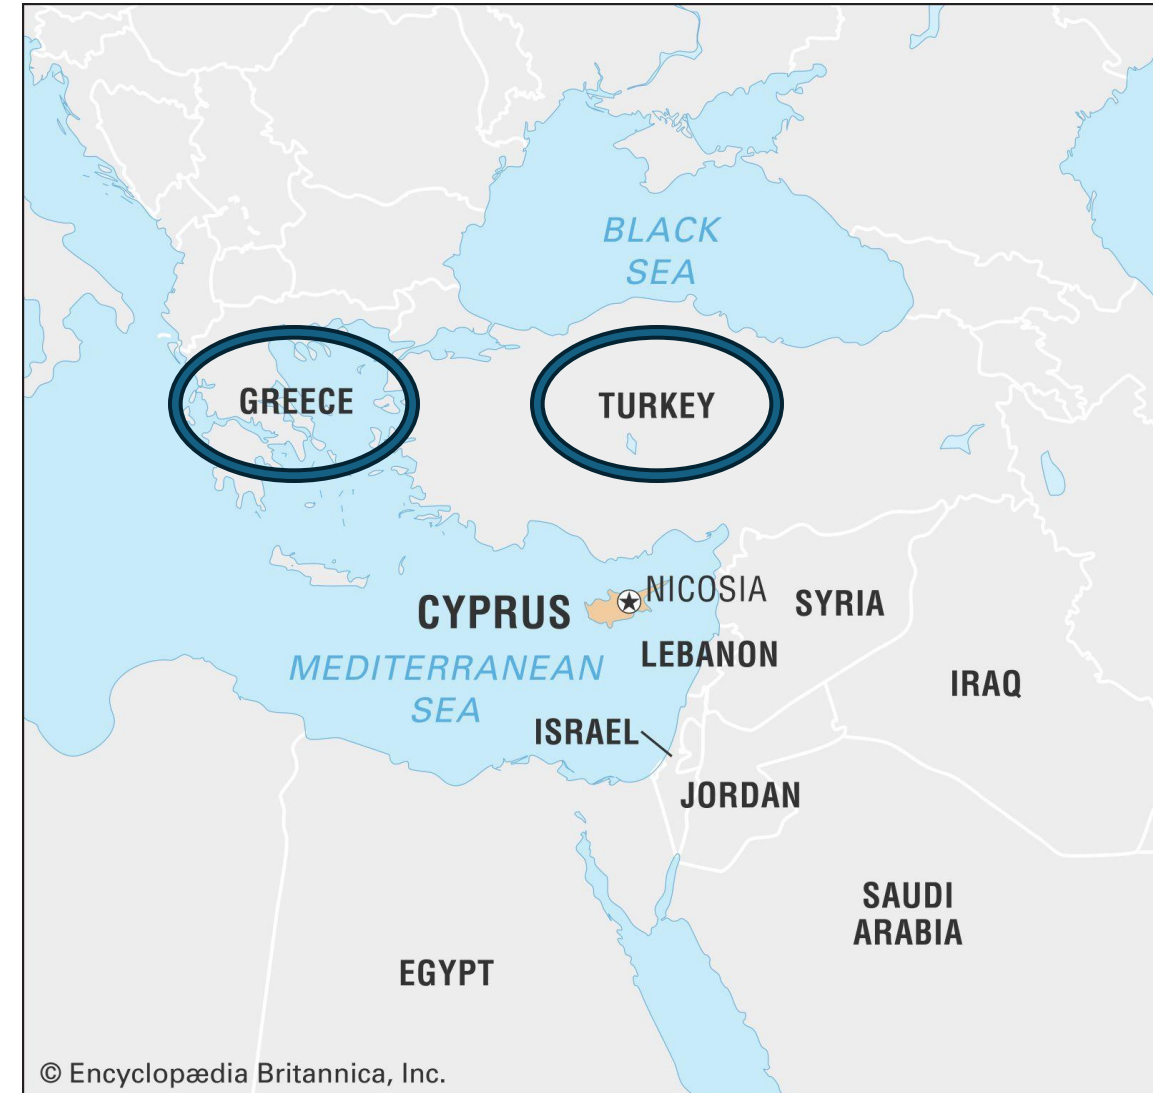 BLACK
SEA
GREECE
TURKEY
NICOSIA
CYPRUS
SYRIA
LEBANON
MEDITERRANEAN
SEA
IRAQ
ISRAEL
JORDAN
SAUDI
ARABIA
EGYPT
© Encyclopædia Britannica, Inc.